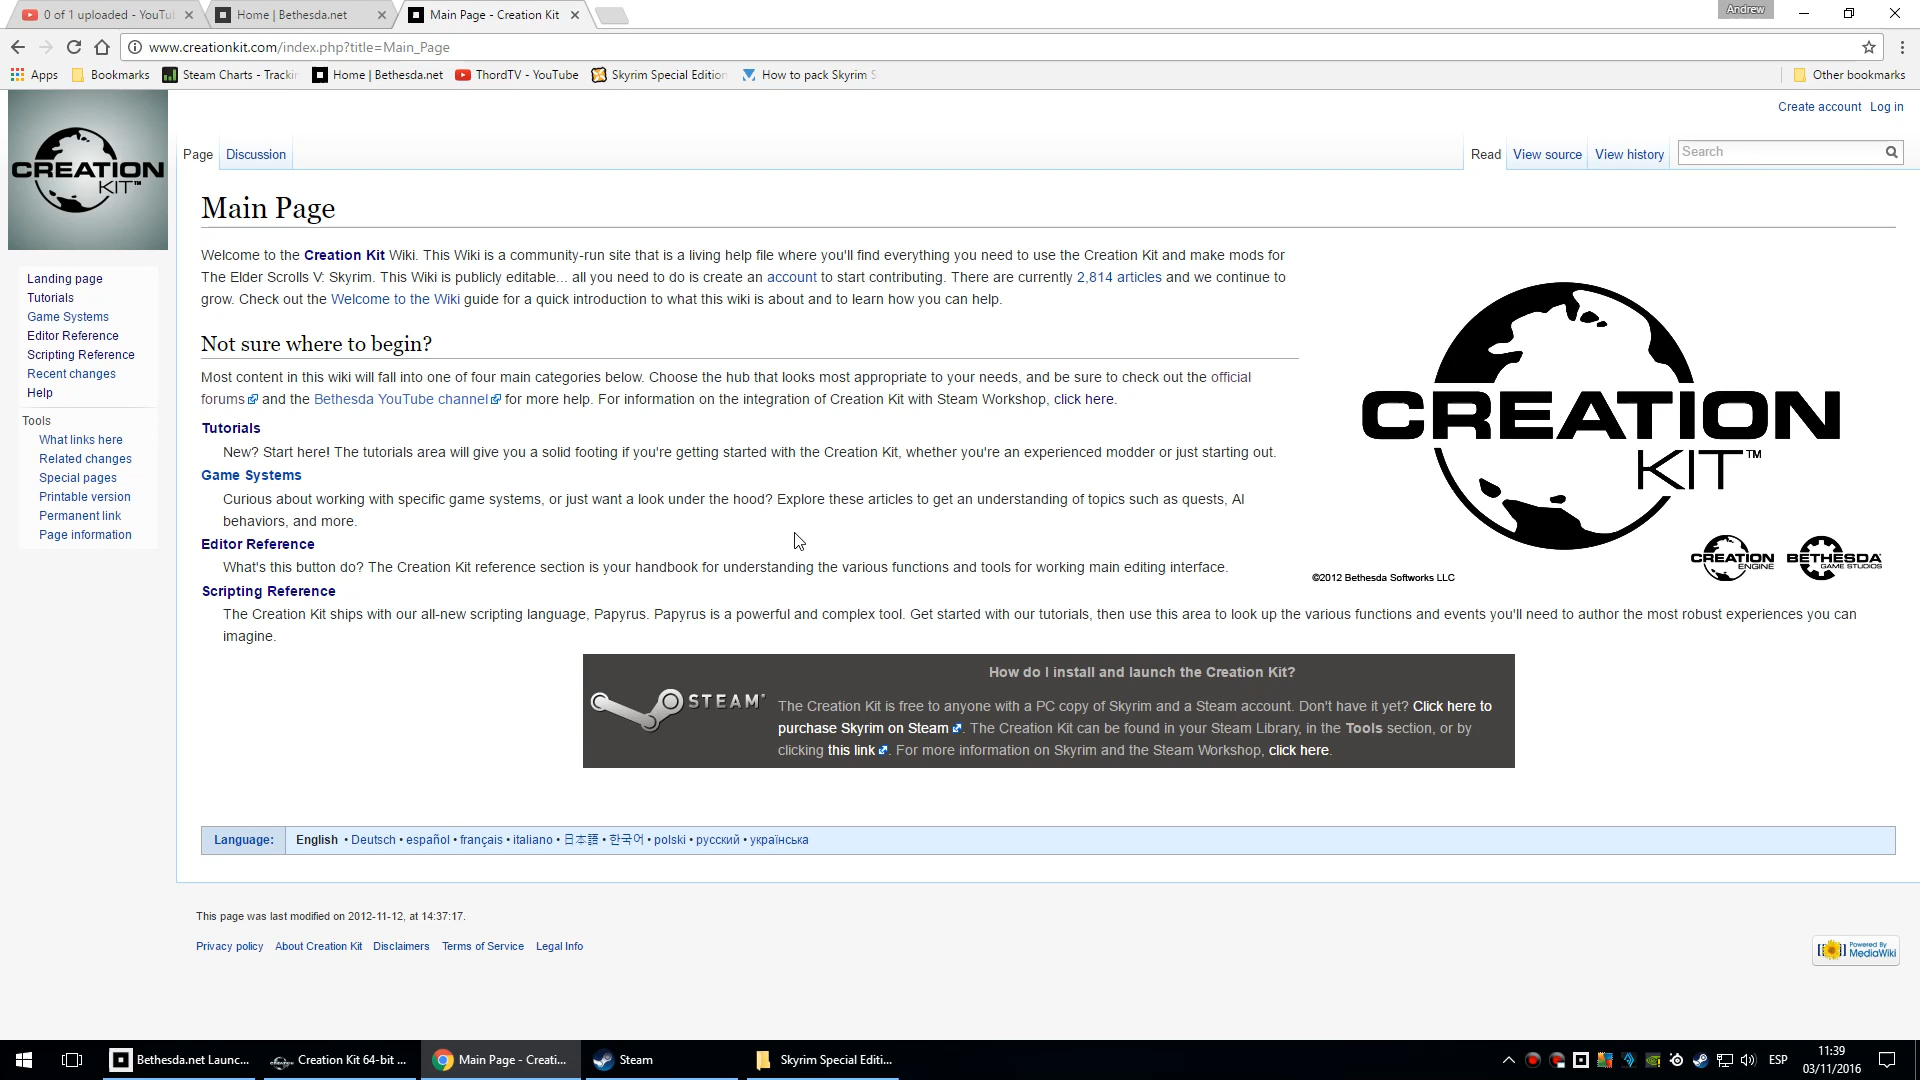 0 of 1 uploaded - YouTu
Home | Bethesda.net
Main Page - Creation Kit
Andrew
www.creationkit.com/index.php?title=Main_Page
Apps
Bookmarks
Steam Charts - Trackin
Home | Bethesda.net
ThordTV - YouTube
Skyrim Special Edition
How to pack Skyrim S
Other bookmarks
Create account Log in
CREATION
KIT™
Page Discussion
Read View source View history Search
Main Page
Welcome to the Creation Kit Wiki. This Wiki is a community-run site that is a living help file where you'll find everything you need to use the Creation Kit and make mods for
The Elder Scrolls V: Skyrim. This Wiki is publicly editable... all you need to do is create an account to start contributing. There are currently 2,814 articles and we continue to
grow. Check out the Welcome to the Wiki guide for a quick introduction to what this wiki is about and to learn how you can help.
Landing page
Tutorials
Game Systems
Editor Reference
Scripting Reference
Recent changes
Help
Tools
What links here
Related changes
Special pages
Printable version
Permanent link
Page information
Not sure where to begin?
Most content in this wiki will fall into one of four main categories below. Choose the hub that looks most appropriate to your needs, and be sure to check out the official
forums and the Bethesda YouTube channel for more help. For information on the integration of Creation Kit with Steam Workshop, click here.
Tutorials
New? Start here! The tutorials area will give you a solid footing if you're getting started with the Creation Kit, whether you're an experienced modder or just starting out.
Game Systems
Curious about working with specific game systems, or just want a look under the hood? Explore these articles to get an understanding of topics such as quests, AI
behaviors, and more.
Editor Reference
What's this button do? The Creation Kit reference section is your handbook for understanding the various functions and tools for working main editing interface.
Scripting Reference
The Creation Kit ships with our all-new scripting language, Papyrus. Papyrus is a powerful and complex tool. Get started with our tutorials, then use this area to look up the various functions and events you'll need to author the most robust experiences you can
imagine.
CREATION
KIT™
CREATION
ENGINE
BETHESDA
GAME STUDIOS
©2012 Bethesda Softworks LLC
STEAM
How do I install and launch the Creation Kit?
The Creation Kit is free to anyone with a PC copy of Skyrim and a Steam account. Don't have it yet? Click here to
purchase Skyrim on Steam . The Creation Kit can be found in your Steam Library, in the Tools section, or by
clicking this link . For more information on Skyrim and the Steam Workshop, click here.
Language: English • Deutsch • español • français • italiano • 日本語 • 한국어 • polski • русский • українська
This page was last modified on 2012-11-12, at 14:37:17.
Privacy policy About Creation Kit Disclaimers Terms of Service Legal Info
Powered By
MediaWiki
Bethesda.net Launc...
Creation Kit 64-bit ...
Main Page - Creati...
Steam
Skyrim Special Editi...
ESP
11:39
03/11/2016